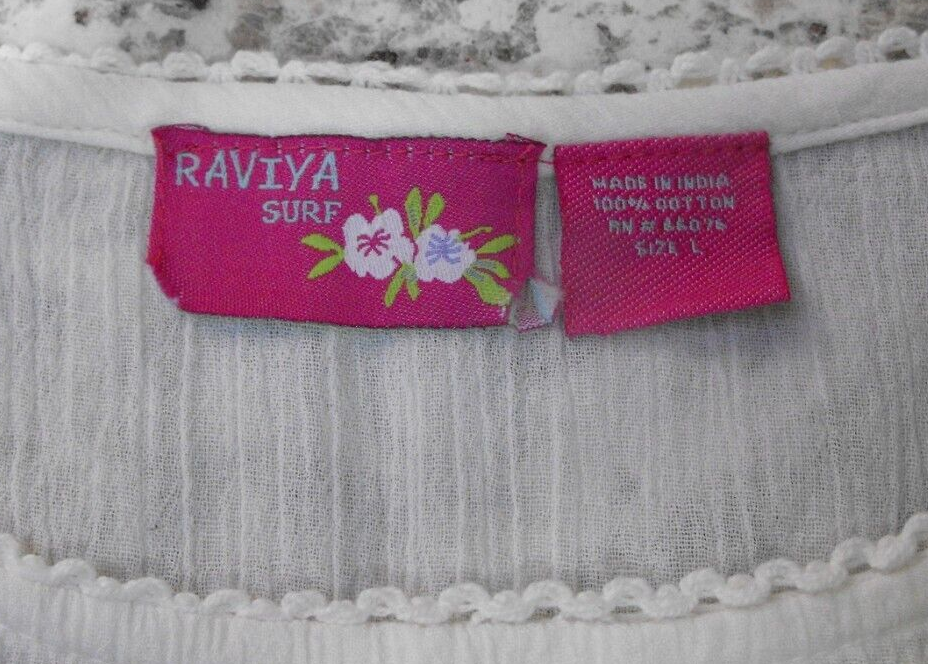 RAVIYA
SURF
MADE IN INDIA
100% COTTON
RN # 66076
SIZE L